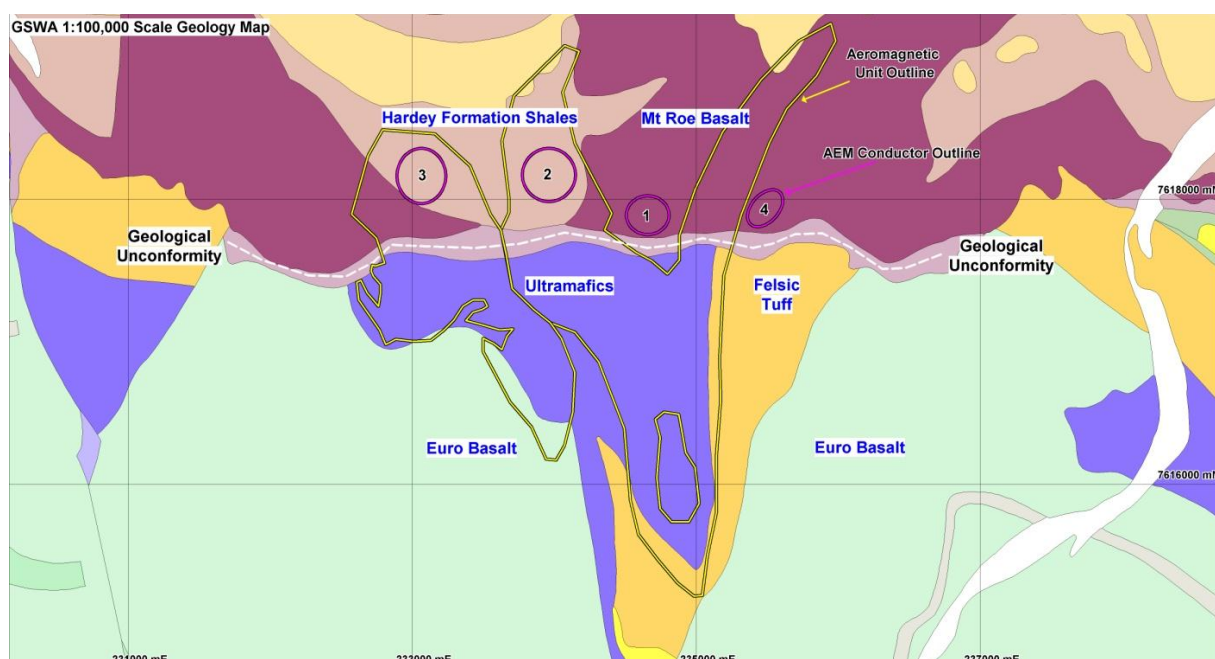 GSWA 1:100,000 Scale Geology Map
Aeromagnetic
Unit Outline
Hardey Formation Shales
Mt Roe Basalt
AEM Conductor Outline
3
2
1
4
7618000 mN
Geological
Unconformity
Geological
Unconformity
Ultramafics
Felsic
Tuff
Euro Basalt
Euro Basalt
7616000 mN
331000 mE
333000 mE
335000 mE
337000 mE